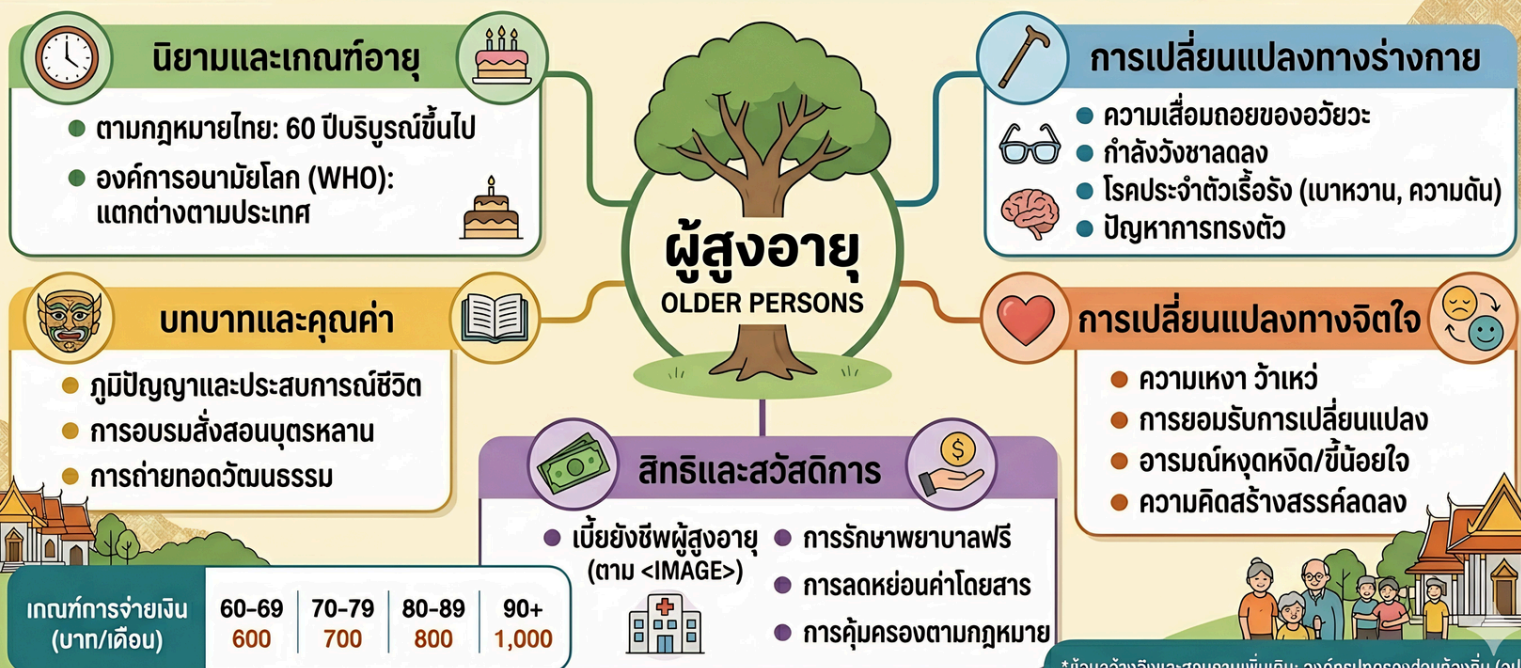 นิยามและเกณฑ์อายุ
ตามกฎหมายไทย: 60 ปีบริบูรณ์ขึ้นไป
องค์การอนามัยโลก (WHO):
แตกต่างตามประเทศ
บทบาทและคุณค่า
ภูมิปัญญาและประสบการณ์ชีวิต
การอบรมสั่งสอนบุตรหลาน
การถ่ายทอดวัฒนธรรม
ผู้สูงอายุ
OLDER PERSONS
การเปลี่ยนแปลงทางร่างกาย
ความเสื่อมถอยของอวัยวะ
กำลังวังชาลดลง
โรคประจำตัวเรื้อรัง (เบาหวาน, ความดัน)
ปัญหาการทรงตัว
การเปลี่ยนแปลงทางจิตใจ
ความเหงา ว้าเหว่
การยอมรับการเปลี่ยนแปลง
อารมณ์หงุดหงิด/ขี้น้อยใจ
ความคิดสร้างสรรค์ลดลง
สิทธิและสวัสดิการ
เบี้ยยังชีพผู้สูงอายุ
(ตาม <IMAGE>)
การรักษาพยาบาลฟรี
การลดหย่อนค่าโดยสาร
การคุ้มครองตามกฎหมาย
เกณฑ์การจ่ายเงิน
(บาท/เดือน)
60-69 70-79 80-89 90+
600 700 800 1,000